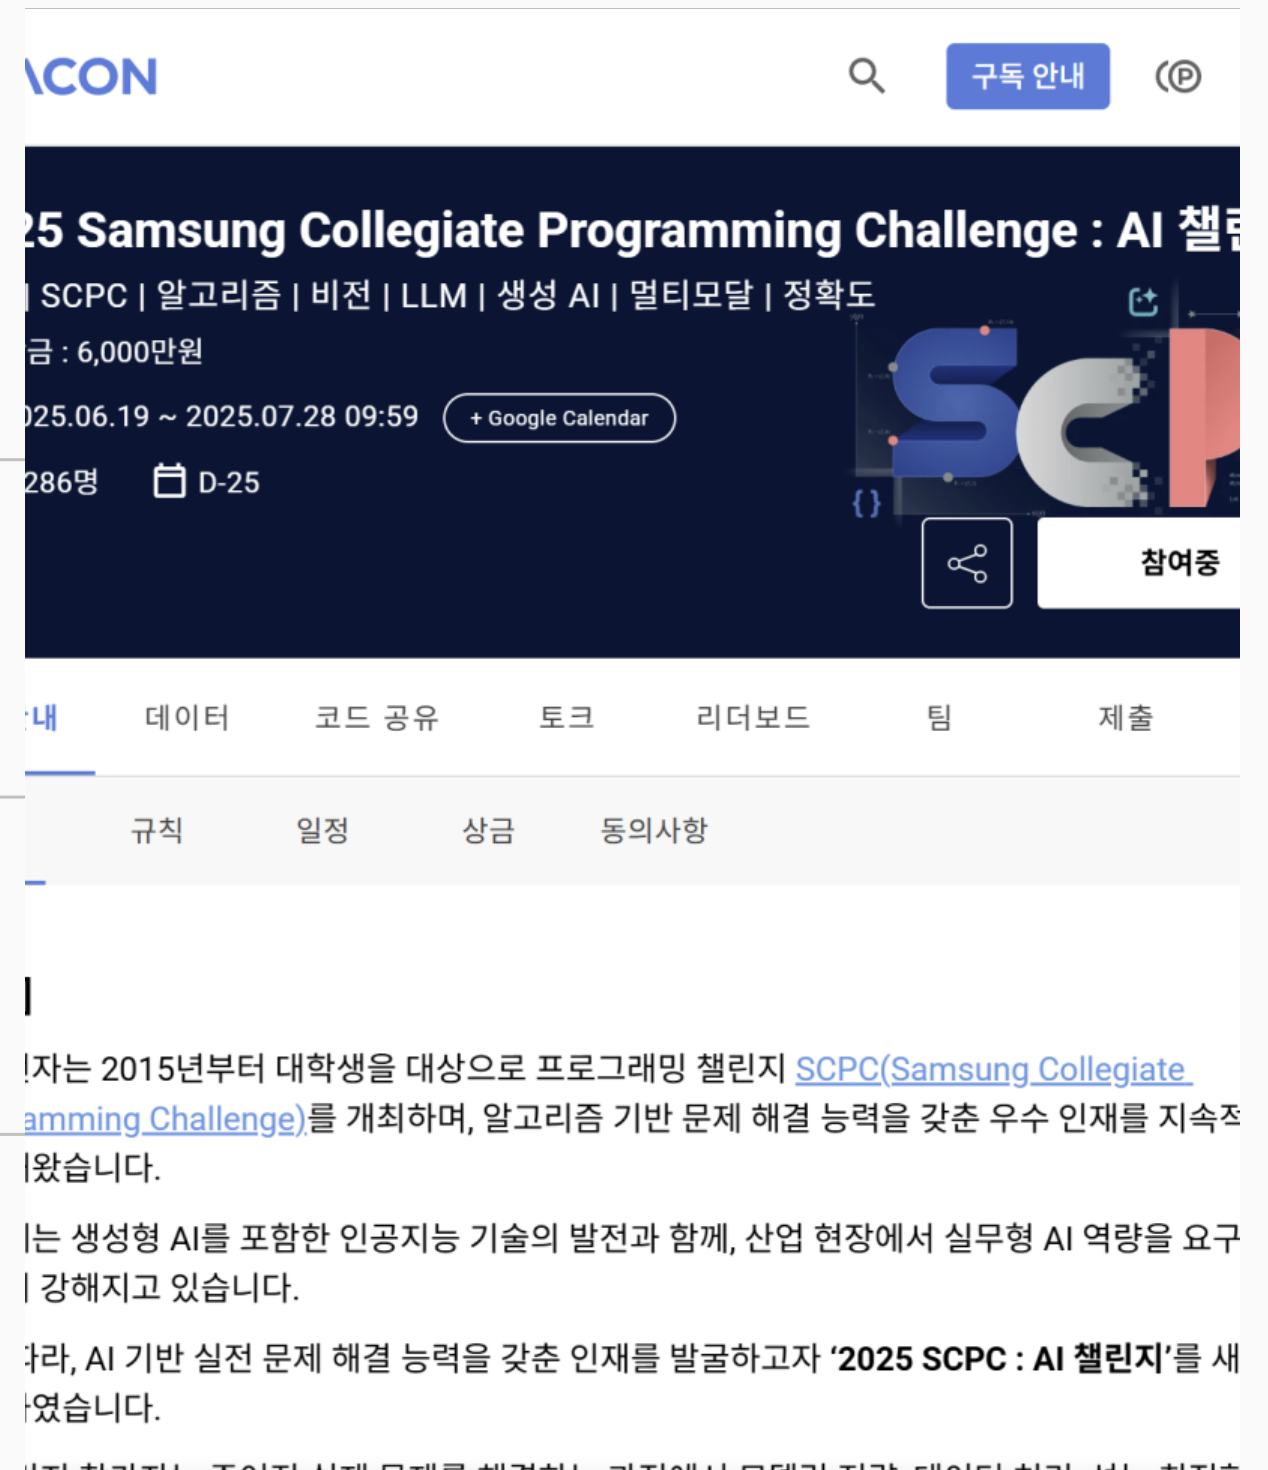 ACON
구독 안내
25 Samsung Collegiate Programming Challenge : AI 챌린
| SCPC | 알고리즘 | 비전 | LLM | 생성 AI | 멀티모달 | 정확도
금 : 6,000만원
025.06.19 ~ 2025.07.28 09:59
+ Google Calendar
286명
D-25
SCP
{ }
참여중
내
데이터
코드 공유
토크
리더보드
팀
제출
규칙
일정
상금
동의사항
자는 2015년부터 대학생을 대상으로 프로그래밍 챌린지 SCPC(Samsung Collegiate
amming Challenge)를 개최하며, 알고리즘 기반 문제 해결 능력을 갖춘 우수 인재를 지속적
왔습니다.
는 생성형 AI를 포함한 인공지능 기술의 발전과 함께, 산업 현장에서 실무형 AI 역량을 요구
강해지고 있습니다.
따라, AI 기반 실전 문제 해결 능력을 갖춘 인재를 발굴하고자 ‘2025 SCPC : AI 챌린지’를 새
였습니다.